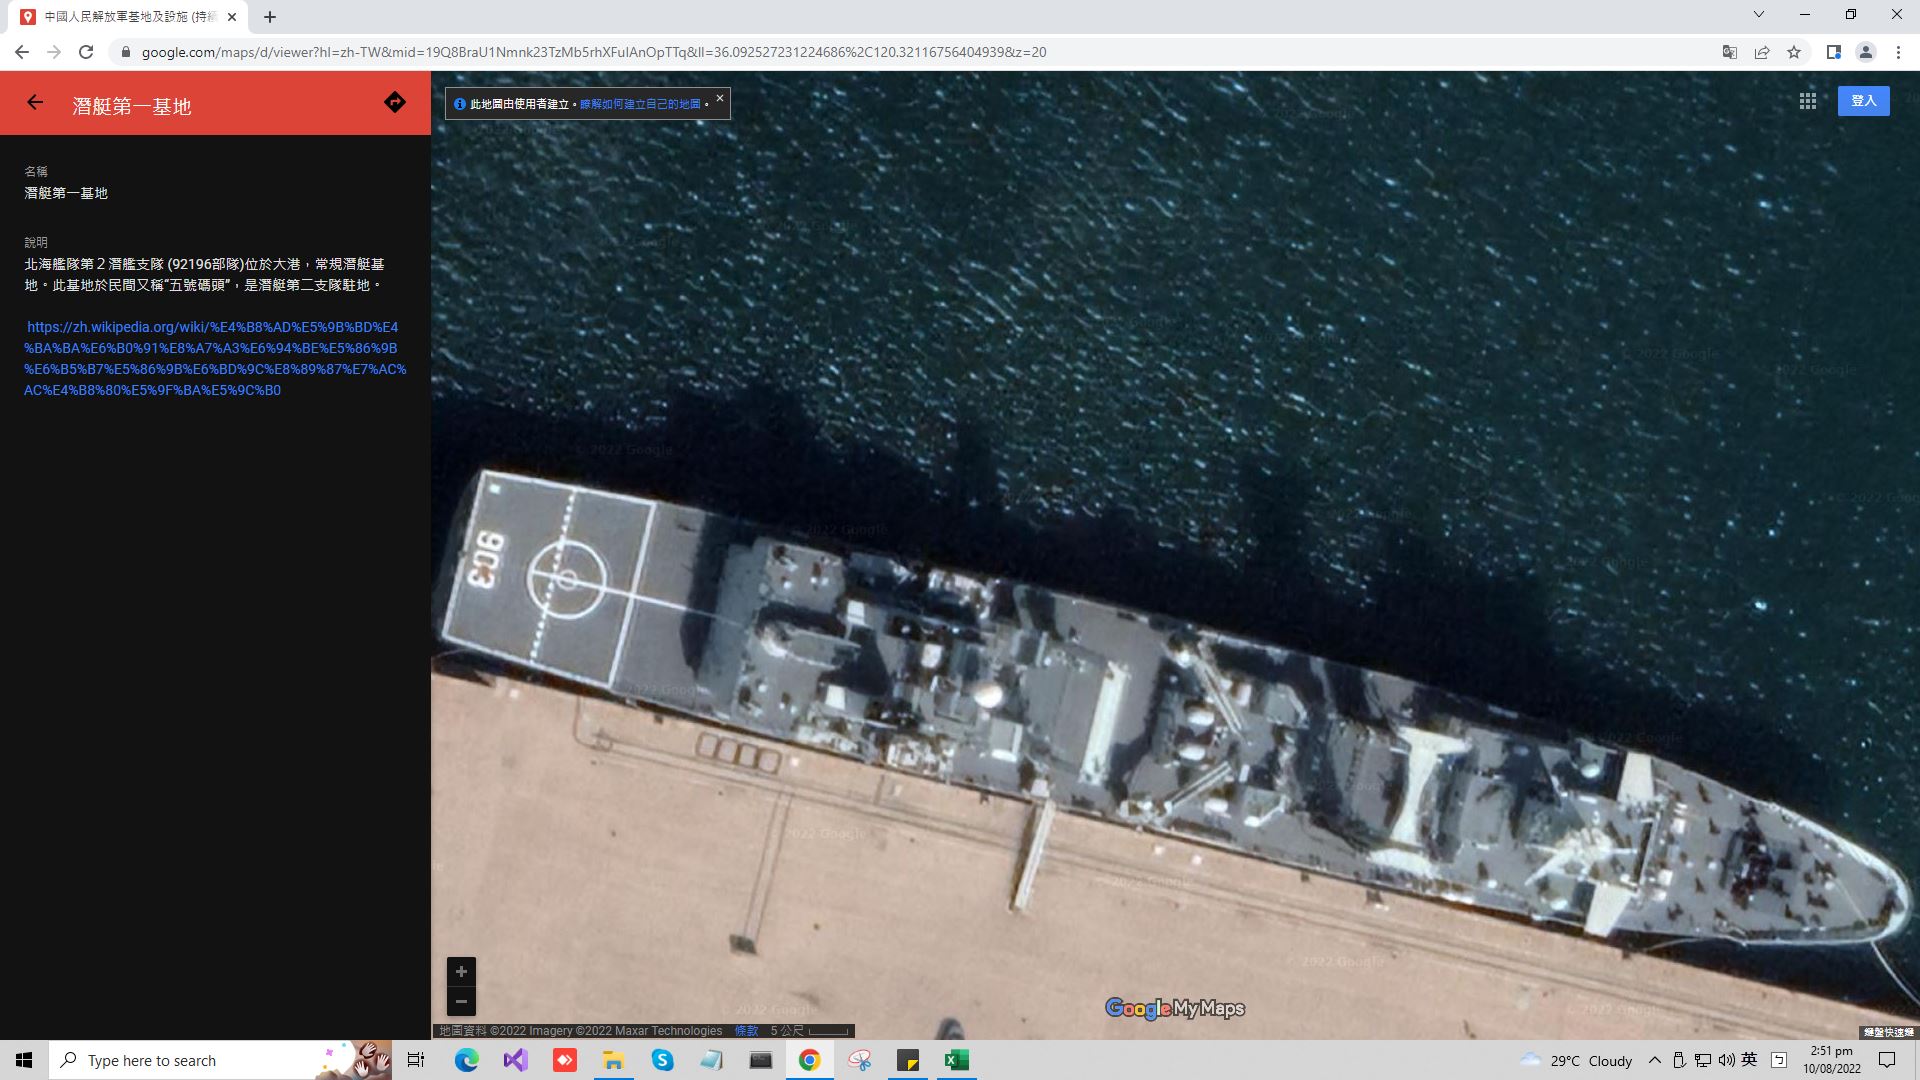 中國人民解放軍基地及設施 (持續
google.com/maps/d/viewer?hl=zh-TW&mid=19Q8BraU1Nmnk23TzMb5rhXFulAnOpTTq&ll=36.092527231224686%2C120.32116756404939&z=20
潛艇第一基地
此地圖由使用者建立。瞭解如何建立自己的地圖。
登入
名稱
潛艇第一基地
說明
北海艦隊第２潛艦支隊 (92196部隊)位於大港，常規潛艇基
地。此基地於民間又稱“五號碼頭"，是潛艇第二支隊駐地。
https://zh.wikipedia.org/wiki/%E4%B8%AD%E5%9B%BD%E4
%BA%BA%E6%B0%91%E8%A7%A3%E6%94%BE%E5%86%9B
%E6%B5%B7%E5%86%9B%E6%BD%9C%E8%89%87%E7%AC%
AC%E4%B8%80%E5%9F%BA%E5%9C%B0
903
Google My Maps
地圖資料 ©2022 Imagery ©2022 Maxar Technologies 條款 5 公尺
鍵盤快速鍵
Type here to search
29°C Cloudy
英
2:51 pm
10/08/2022